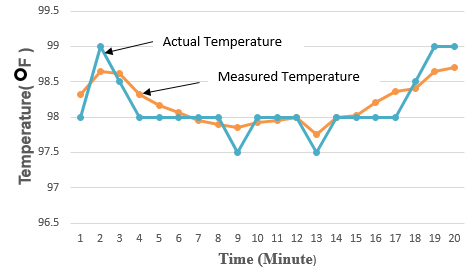 99.5
99
98.5
98
97.5
97
96.5
Temperature( OF )
Actual Temperature
Measured Temperature
1 2 3 4 5 6 7 8 9 10 11 12 13 14 15 16 17 18 19 20
Time (Minute)